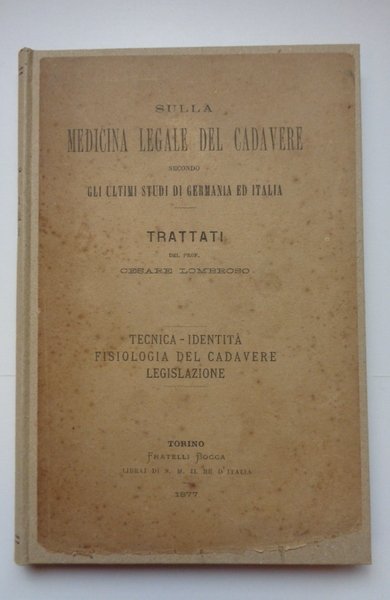 SULLA
MEDICINA LEGALE DEL CADAVERE
SECONDO
GLI ULTIMI STUDI DI GERMANIA ED ITALIA
TRATTATI
DEL PROF.
CESARE LOMBROSO
TECNICA - IDENTITÀ
FISIOLOGIA DEL CADAVERE
LEGISLAZIONE
TORINO
FRATELLI BOCCA
LIBRAI DI S. M. IL RE D'ITALIA
1877